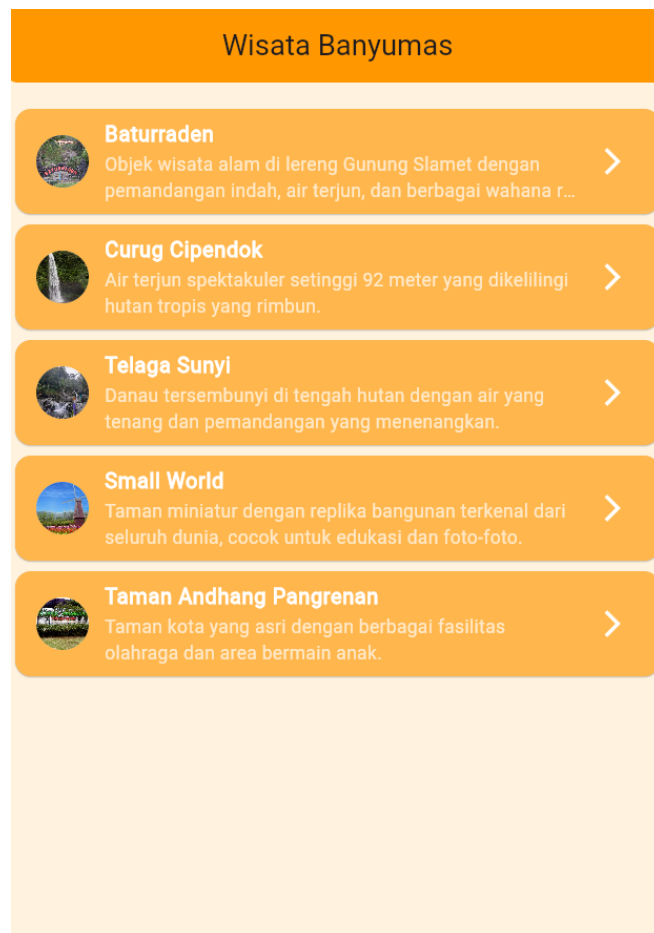 Wisata Banyumas
Baturraden
Objek wisata alam di lereng Gunung Slamet dengan
pemandangan indah, air terjun, dan berbagai wahana r...
Curug Cipendok
Air terjun spektakuler setinggi 92 meter yang dikelilingi
hutan tropis yang rimbun.
Telaga Sunyi
Danau tersembunyi di tengah hutan dengan air yang
tenang dan pemandangan yang menenangkan.
Small World
Taman miniatur dengan replika bangunan terkenal dari
seluruh dunia, cocok untuk edukasi dan foto-foto.
Taman Andhang Pangrenan
Taman kota yang asri dengan berbagai fasilitas
olahraga dan area bermain anak.